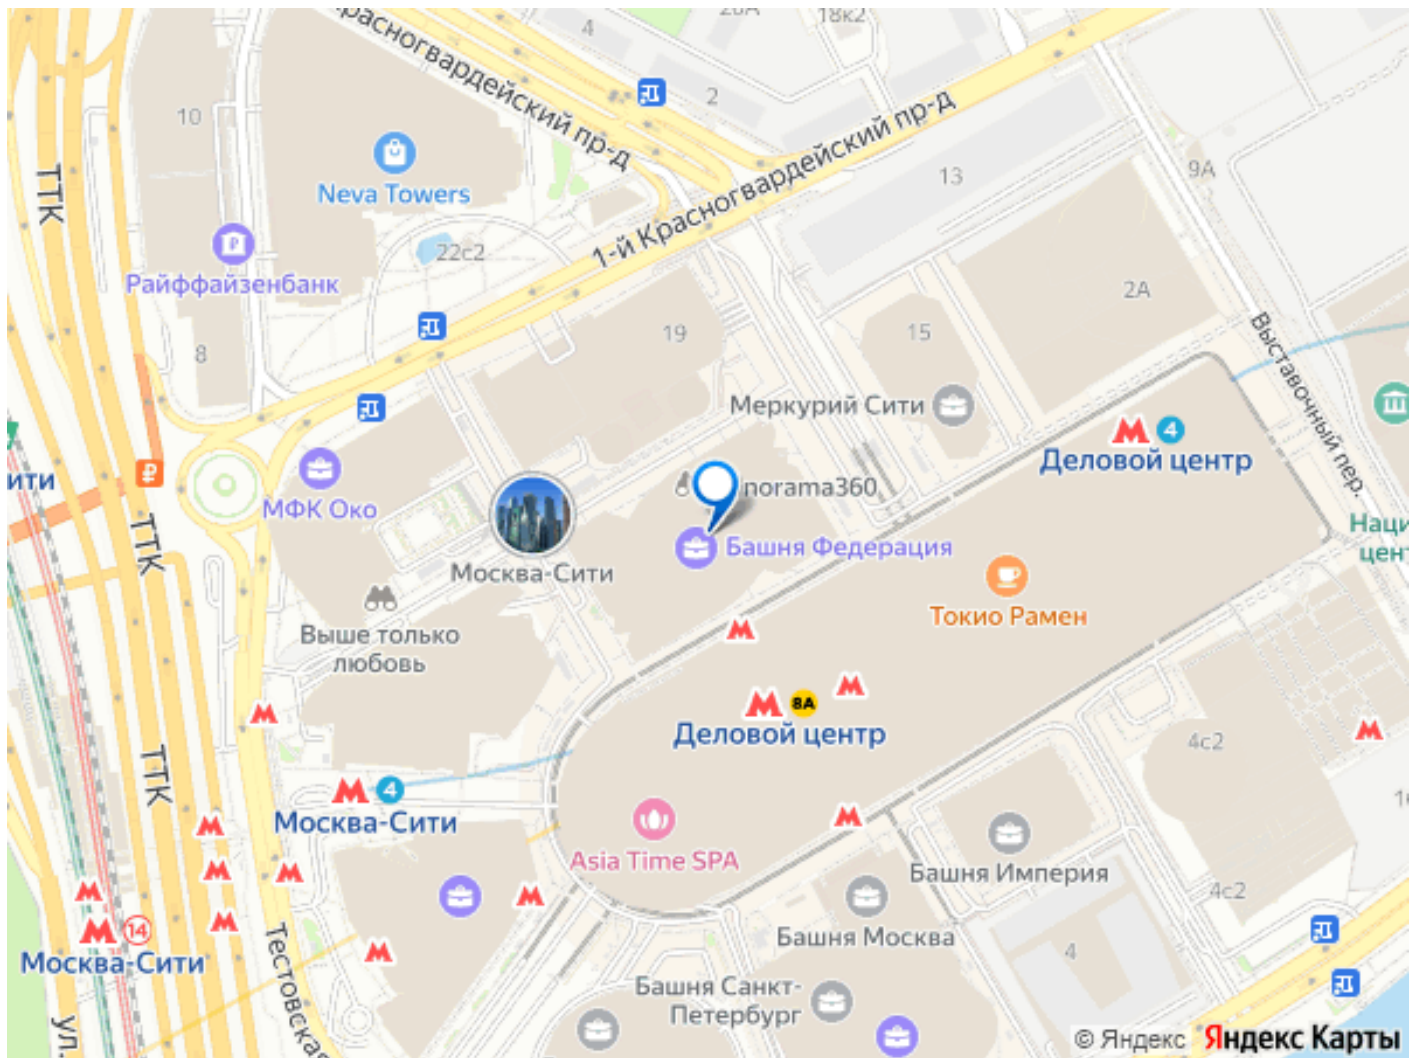 18к2
4
Красногвардейский пр-д
2
10
1-й Красногвардейский пр-д
9А
13
Neva Towers
ТТК
22с2
Райффайзенбанк
2А
19
15
8
Выставочный пер.
Меркурий Сити
4
Деловой центр
МФК Око
norama360
ТТК
Москва-Сити
Башня Федерация
Токио Рамен
Выше только
любовь
8А
Деловой центр
ТТК
4с2
4
Москва-Сити
Asia Time SPA
Башня Империя
4с2
14
Москва-Сити
Башня Москва
4
Тестовская
Башня Санкт-
Петербург
ул.
© Яндекс Яндекс Карты